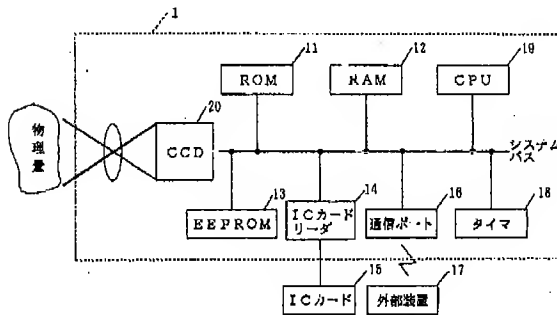 1
11
12
19
ROM
RAM
CPU
20
物理量
CCD
システム
バス
13
14
16
18
EEPROM
ICカード
リーダ
通信ポート
タイマ
15
17
ICカード
外部装置